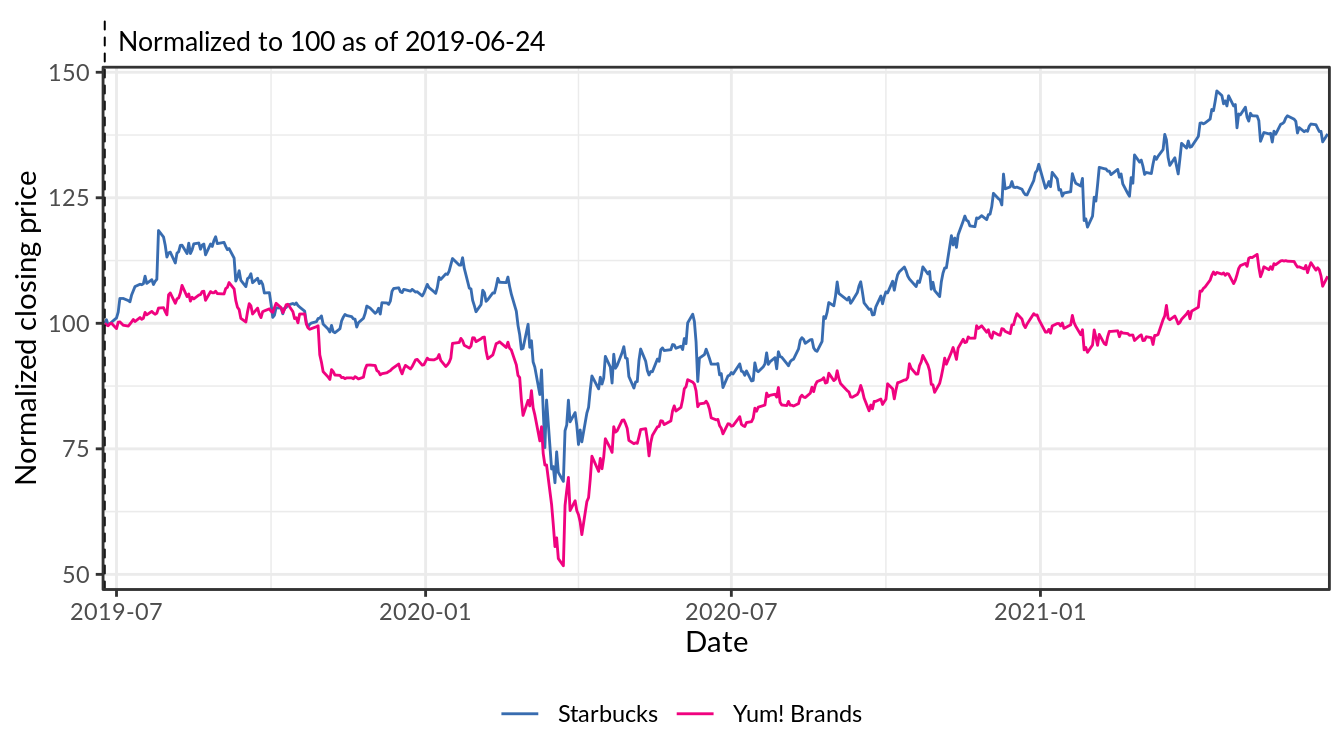 Normalized to 100 as of 2019-06-24
150
125
100
75
50
Normalized closing price
2019-07
2020-01
2020-07
2021-01
Date
Starbucks
Yum! Brands